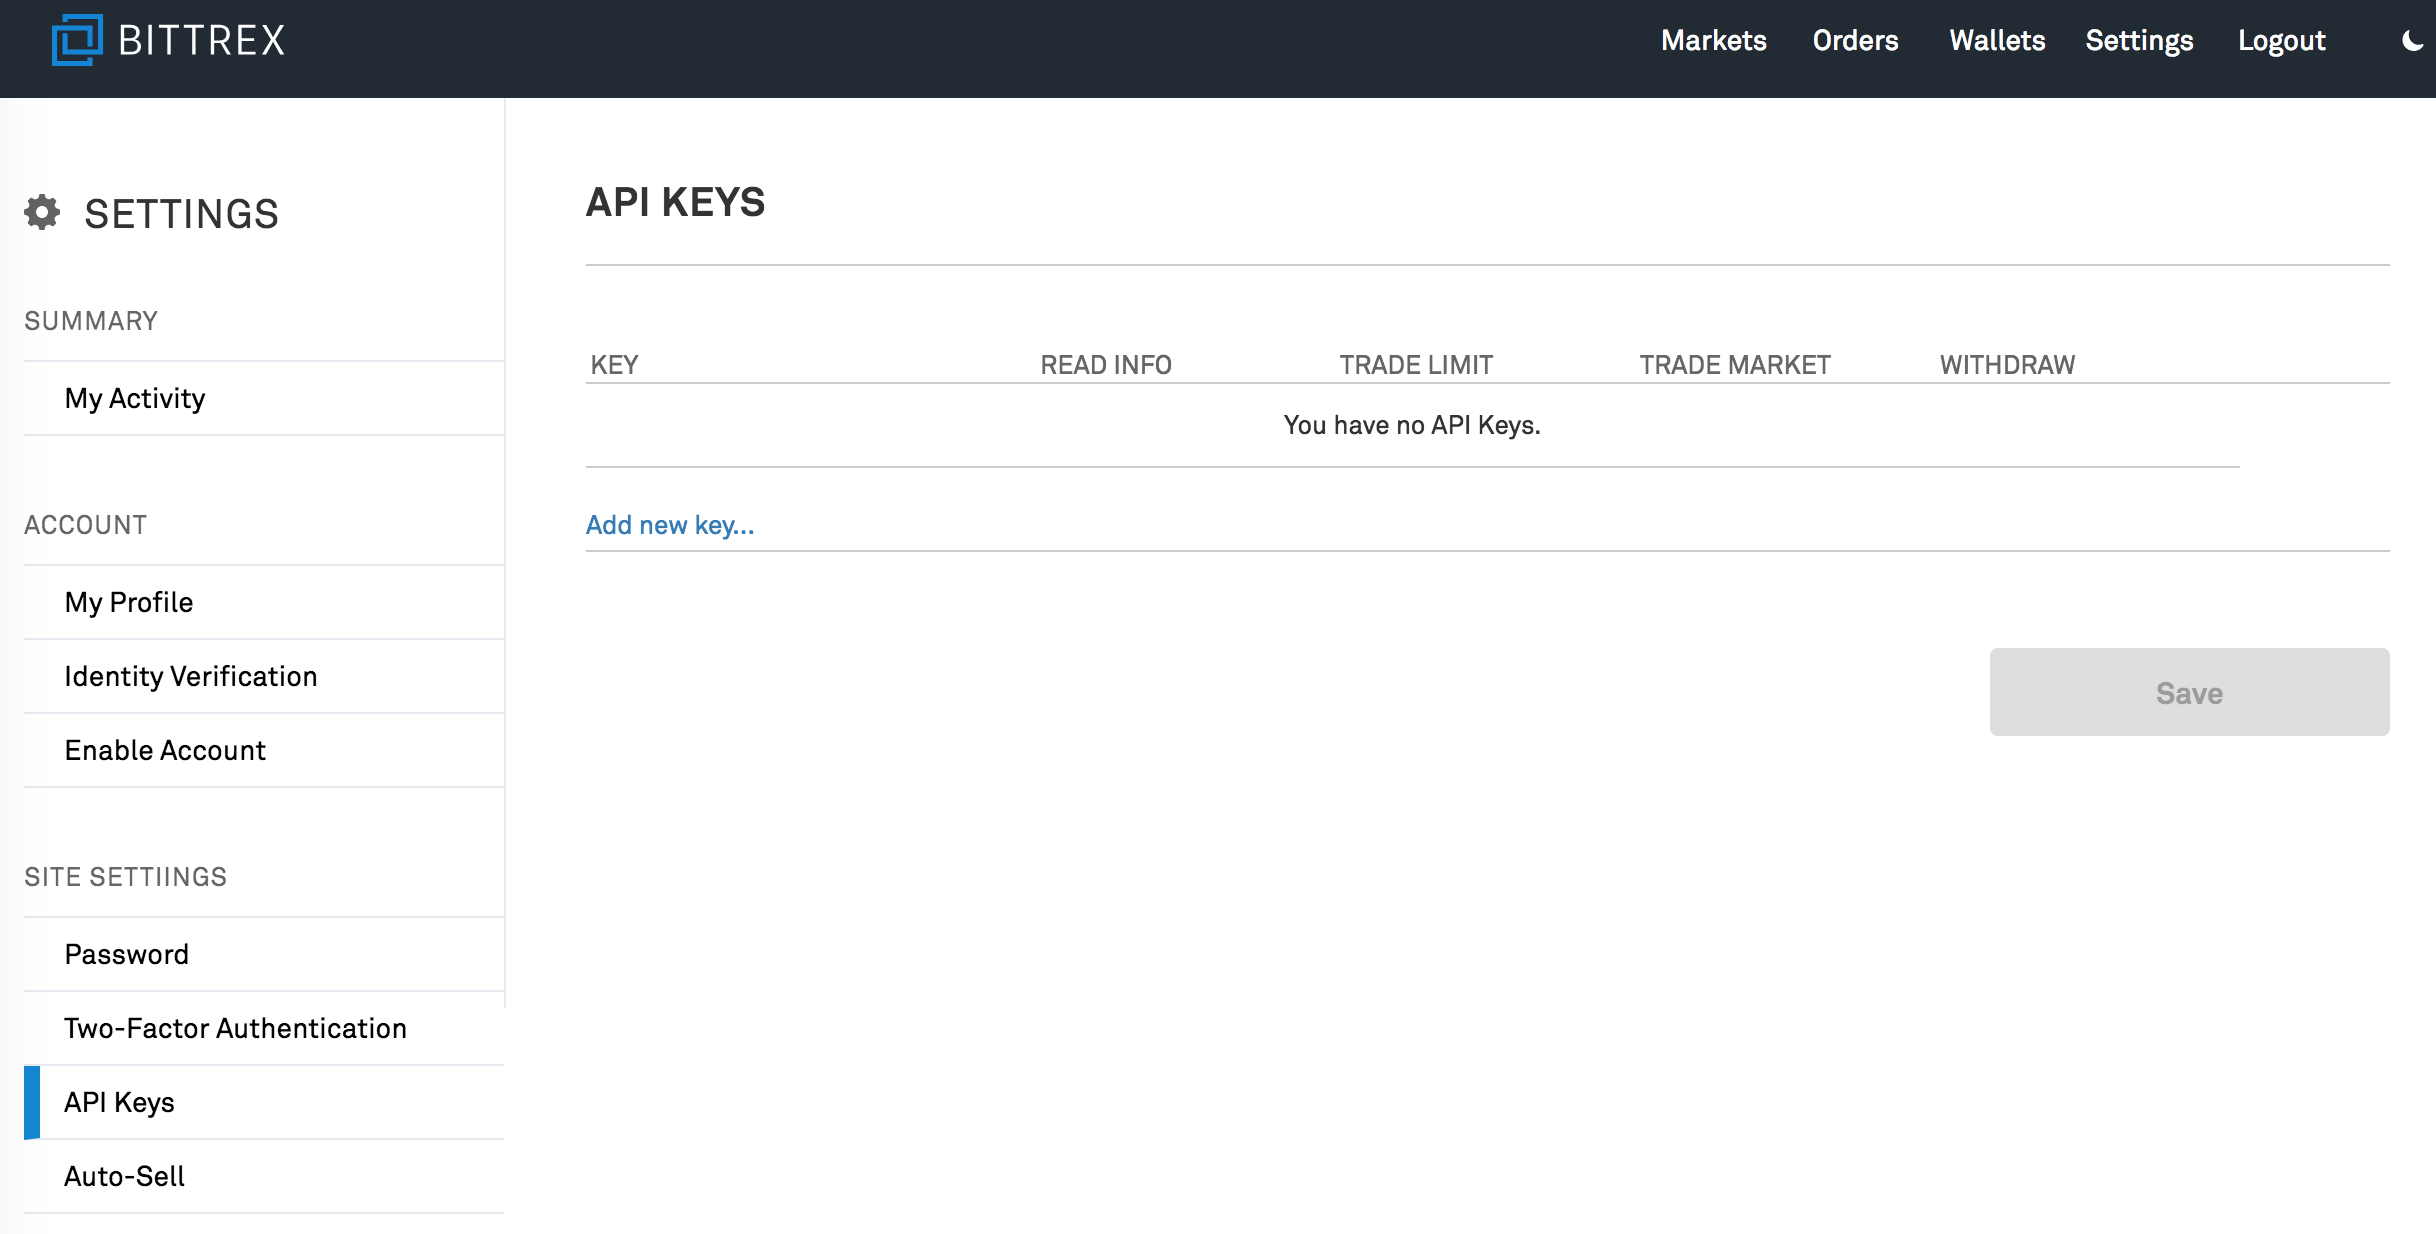 BITTREX
Markets Orders Wallets Settings Logout
SETTINGS
SUMMARY
My Activity
ACCOUNT
My Profile
Identity Verification
Enable Account
SITE SETTIINGS
Password
Two-Factor Authentication
API Keys
Auto-Sell
API KEYS
KEY READ INFO TRADE LIMIT TRADE MARKET WITHDRAW
You have no API Keys.
Add new key...
Save